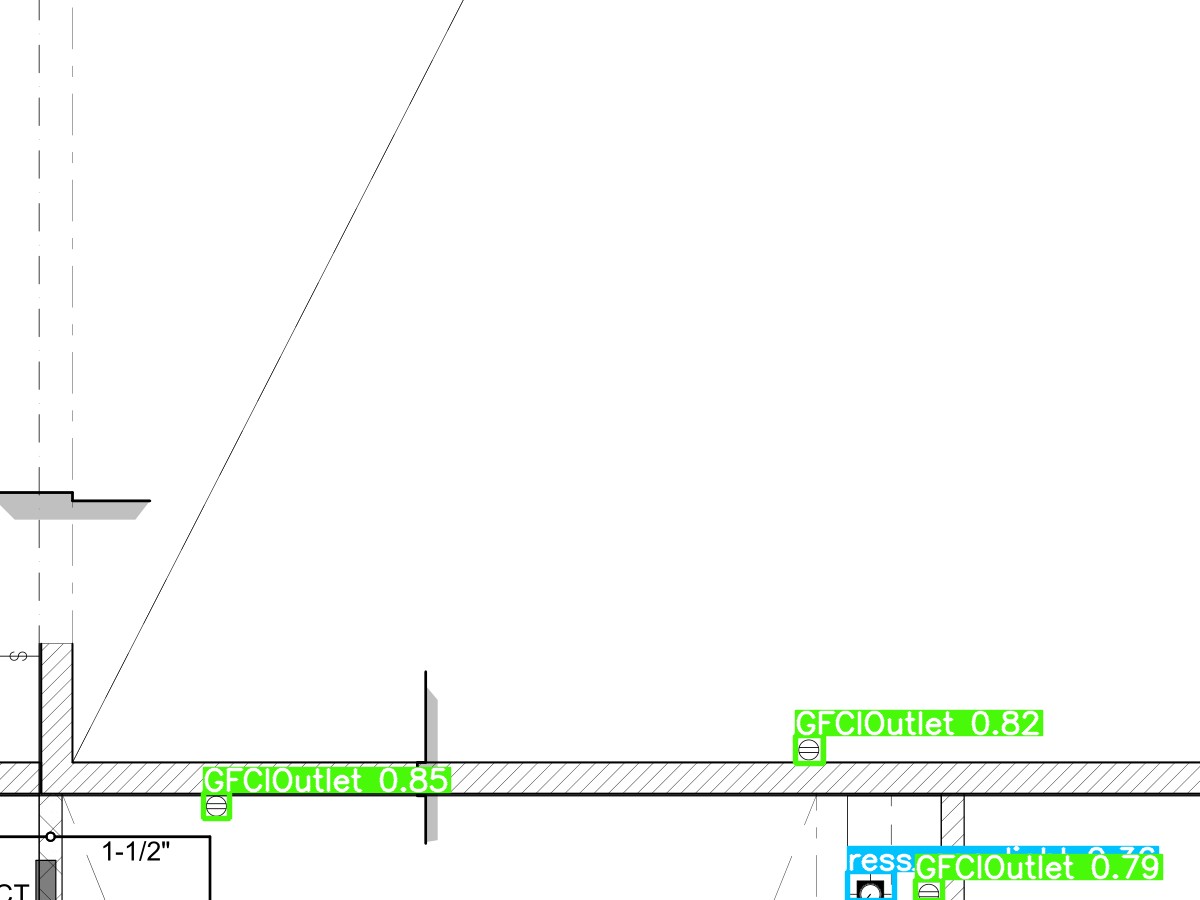 S
GFCIOutlet 0.82
GFCIOutlet 0.85
1-1/2"
ress
GFCIOutlet 0.79
CT